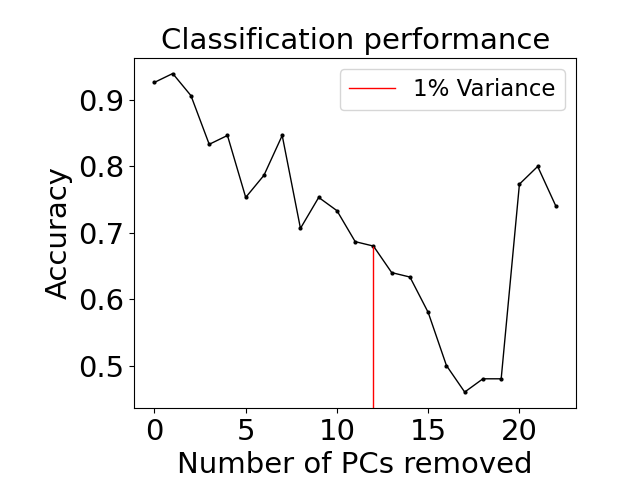 Classification performance
1% Variance
Accuracy
0.9
0.8
0.7
0.6
0.5
0 5 10 15 20
Number of PCs removed